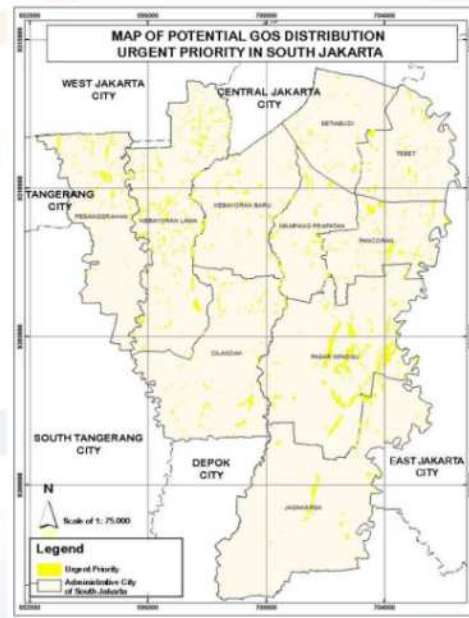 MAP OF POTENTIAL GOS DISTRIBUTION
URGENT PRIORITY IN SOUTH JAKARTA
WEST JAKARTA
CITY
CENTRAL JAKARTA
CITY
SETIABUDI
TEBET
TANGERANG
CITY
PESANGGRAHAN
KEBAYORAN LAMA
KEBAYORAN BARU
MAMPANG PRAPATAN
PANCORAN
CILANDAK
PASAR MINGGU
SOUTH TANGERANG
CITY
DEPOK
CITY
EAST JAKARTA
CITY
JAGAKARSA
N
Scale of 1: 75.000
Legend
Urgent Priority
Administrative City
of South Jakarta